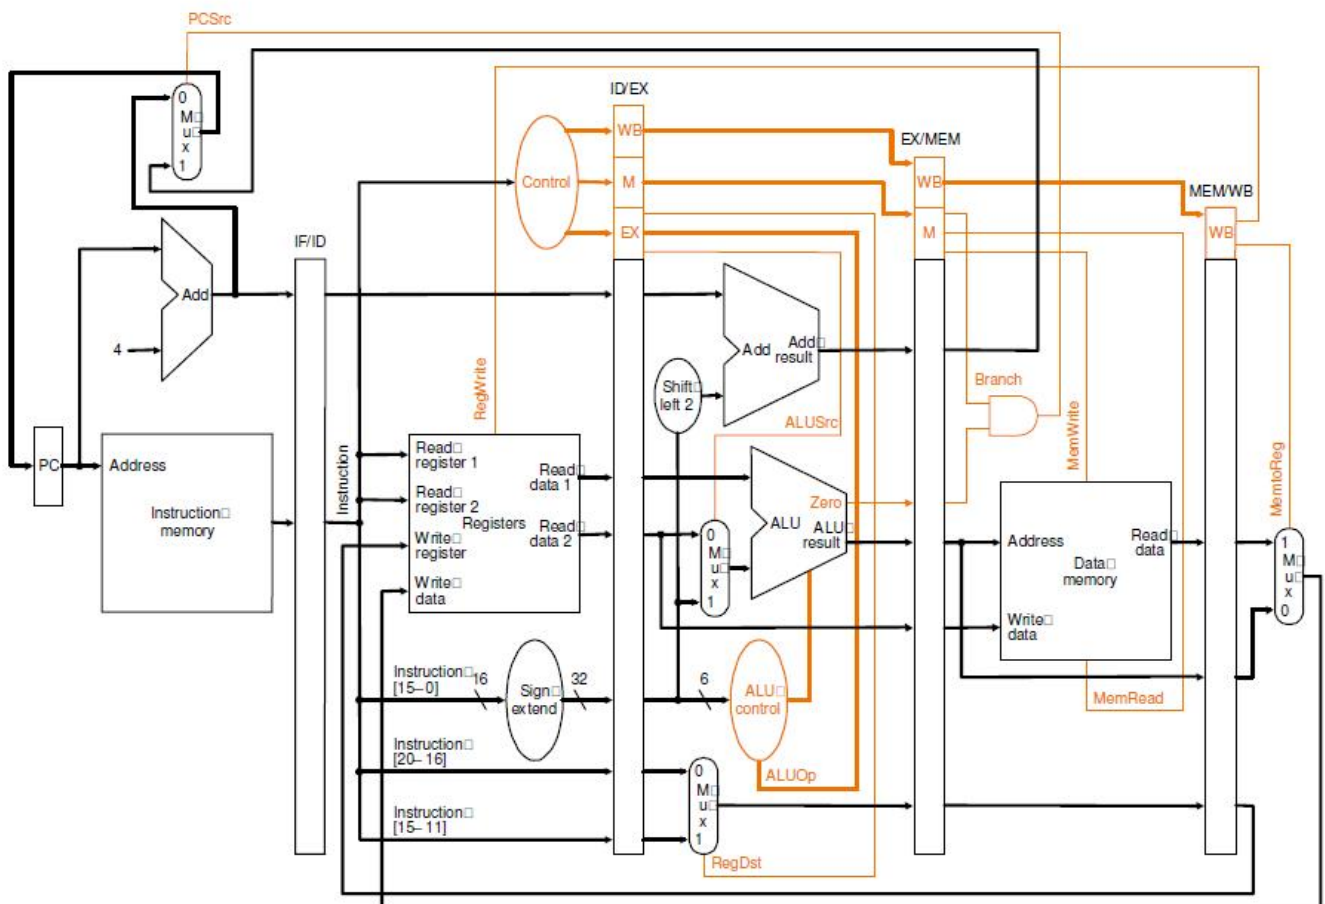 PCSrc
0
M
u
x
1
ID/EX
WB
M
EX
Control
EX/MEM
WB
M
MEM/WB
WB
IF/ID
Add
4
RegWrite
Add
Add
result
Shift
left 2
ALUSrc
Branch
MemWrite
MemtoReg
PC
Address
Instruction
memory
Instruction
Read
register 1
Read
register 2
Write
register
Write
data
Registers
Read
data 1
Read
data 2
0
M
u
x
1
Zero
ALU
ALU
result
Address
Write
data
Data
memory
Read
data
1
M
u
x
0
MemRead
Instruction
[15–0]
16
Sign
extend
32
6
ALU
control
ALUOp
Instruction
[20–16]
Instruction
[15–11]
0
M
u
x
1
RegDst